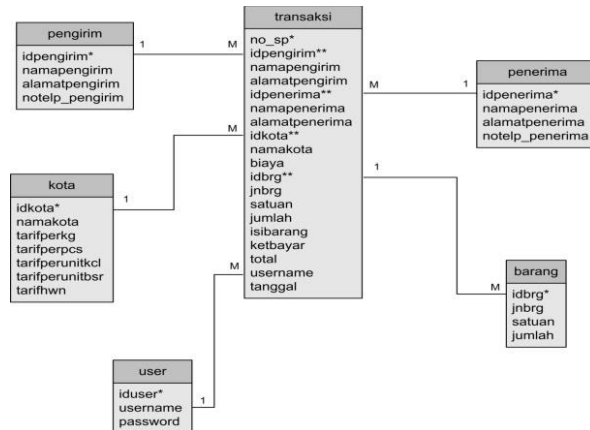 pengirim
idpengirim*
namapengirim
alamatpengirim
notelp_pengirim
1
M
transaksi
no_sp*
idpengirim**
namapengirim
alamatpengirim
idpenerima**
namapenerima
alamatpenerima
idkota**
namakota
biaya
idbrg**
jnbrg
satuan
jumlah
isibarang
ketbayar
total
username
tanggal
M
1
penerima
idpenerima*
namapenerima
alamatpenerima
notelp_penerima
M
1
kota
idkota*
namakota
tarifperkg
tarifperpcs
tarifperunitkcl
tarifperunitbsr
tarifhwn
1
M
barang
idbrg*
jnbrg
satuan
jumlah
M
1
user
iduser*
username
password